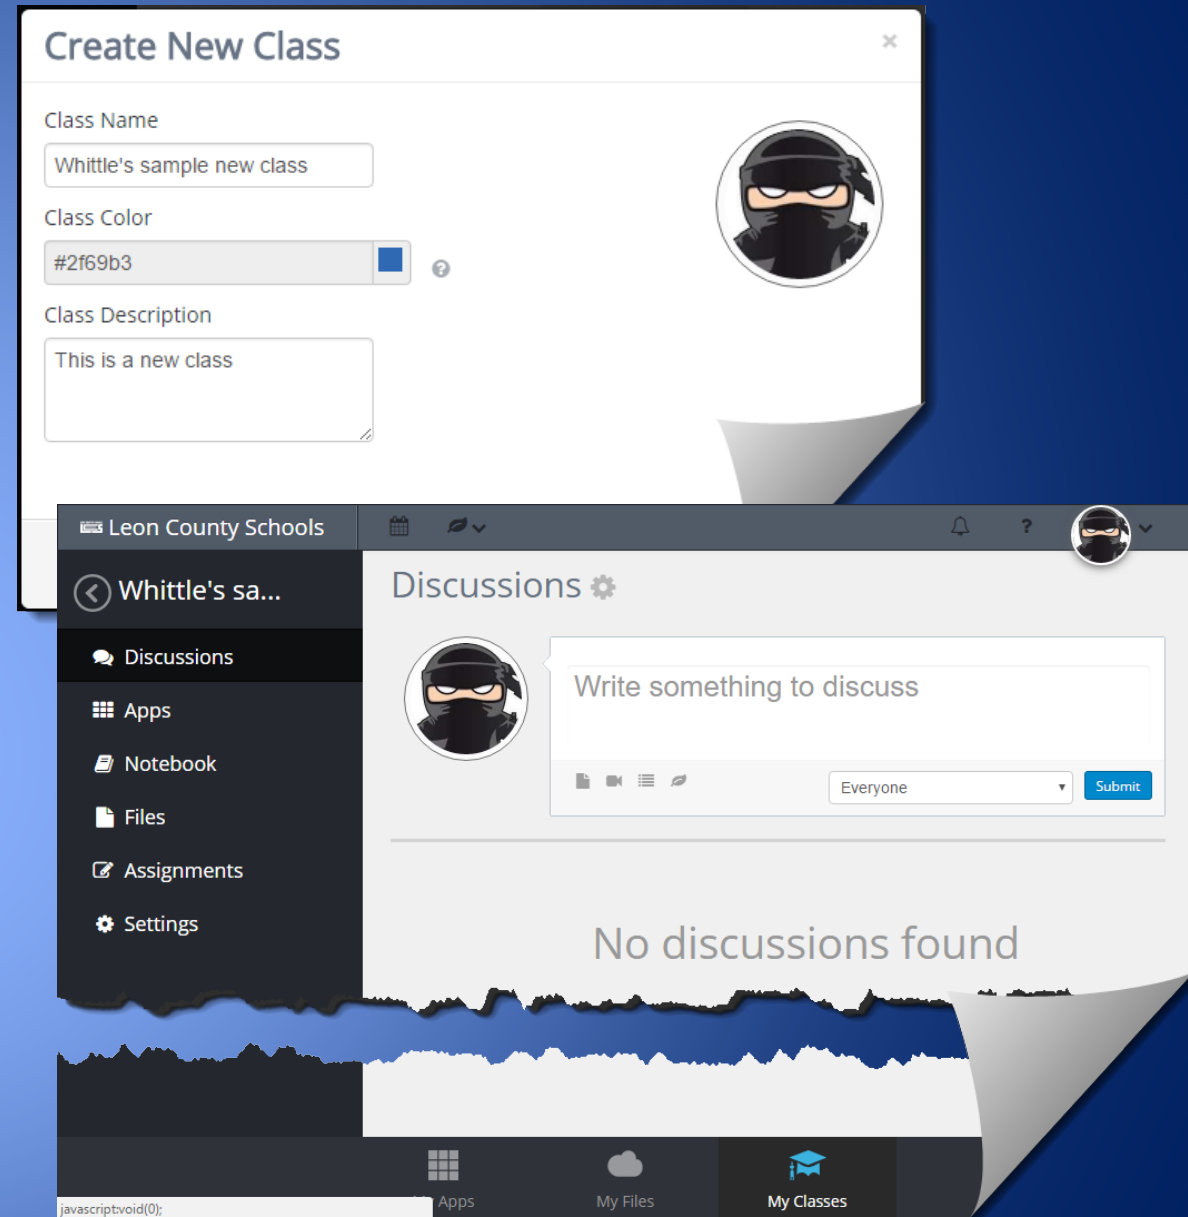 Create New Class
×
Class Name
Whittle's sample new class
Class Color
#2f69b3
?
Class Description
This is a new class
Leon County Schools
?
Whittle's sa...
Discussions
Discussions
Write something to discuss
Apps
Notebook
Everyone
Submit
Files
Assignments
Settings
No discussions found
Apps
My Files
My Classes
javascript:void(0);